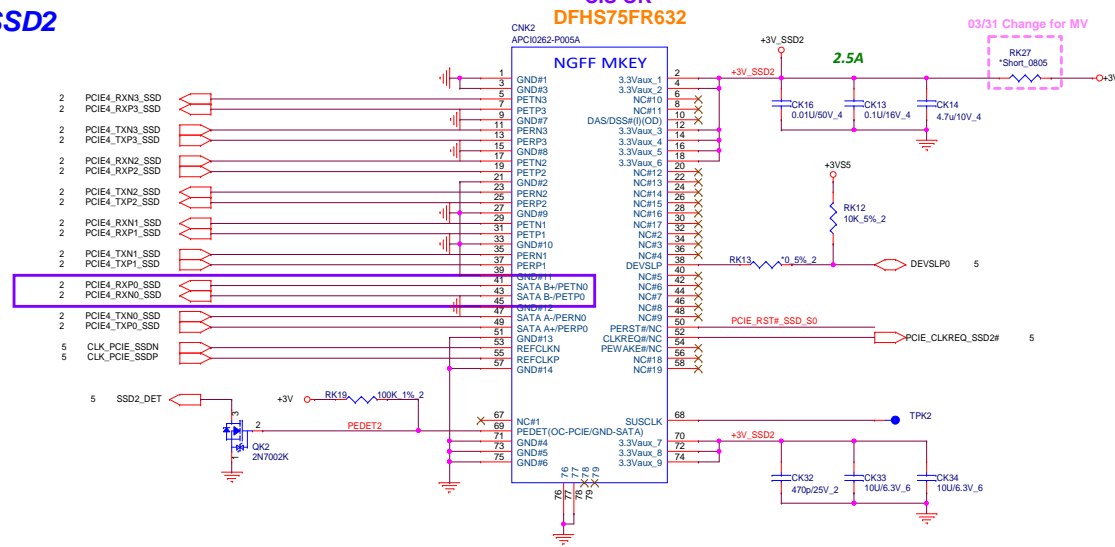 SSD2
DFHS75FR632
CNK2
APCI0262-P005A
NGFF MKEY
03/31 Change for MV
RK27
*Short_0805
+3V_SSD2
2.5A
+3V_SSD2
CK16
0.01U/50V_4
CK13
0.1U/16V_4
CK14
4.7u/10V_4
+3VS5
RK12
10K_5%_2
RK13
*0_5%_2
DEVSLP0 5
PCIE_RST#_SSD_S0
PCIE_CLKREQ_SSD2# 5
TPK2
+3V_SSD2
CK32
470p/25V_2
CK33
10U/6.3V_6
CK34
10U/6.3V_6
2 PCIE4_RXN3_SSD
2 PCIE4_RXP3_SSD
2 PCIE4_TXN3_SSD
2 PCIE4_TXP3_SSD
2 PCIE4_RXN2_SSD
2 PCIE4_RXP2_SSD
2 PCIE4_TXN2_SSD
2 PCIE4_TXP2_SSD
2 PCIE4_RXN1_SSD
2 PCIE4_RXP1_SSD
2 PCIE4_TXN1_SSD
2 PCIE4_TXP1_SSD
2 PCIE4_RXP0_SSD
2 PCIE4_RXN0_SSD
2 PCIE4_TXN0_SSD
2 PCIE4_TXP0_SSD
5 CLK_PCIE_SSDN
5 CLK_PCIE_SSDP
5 SSD2_DET
+3V
RK19
100K_1%_2
PEDET2
3
2
1
QK2
2N7002K
1 GND#1
3 GND#3
5 PETN3
7 PETP3
9 GND#7
11 PERN3
13 PERP3
15 GND#8
17 PETN2
19 PETP2
21 GND#2
23 PERN2
25 PERP2
27 GND#9
29 PETN1
31 PETP1
33 GND#10
35 PERN1
37 PERP1
39 GND#11
41 SATA B+/PETN0
43 SATA B-/PETP0
45 GND#12
47 SATA A-/PERN0
49 SATA A+/PERP0
51 GND#13
53 REFCLKN
55 REFCLKP
57 GND#14
67 NC#1
69 PEDET(OC-PCIE/GND-SATA)
71 GND#4
73 GND#5
75 GND#6
3.3Vaux_1 2
3.3Vaux_2 4
NC#10 6
NC#11 8
DAS/DSS#(I)(OD) 10
3.3Vaux_3 12
3.3Vaux_4 14
3.3Vaux_5 16
3.3Vaux_6 18
NC#12 20
NC#13 22
NC#14 24
NC#15 26
NC#16 28
NC#17 30
NC#2 32
NC#3 34
NC#4 36
DEVSLP 38
NC#5 40
NC#6 42
NC#7 44
NC#8 46
NC#9 48
PERST#/NC 50
CLKREQ#/NC 52
PEWAKE#/NC 54
NC#18 56
NC#19 58
SUSCLK 68
3.3Vaux_7 70
3.3Vaux_8 72
3.3Vaux_9 74
76 77 78 79
76 77 78 79